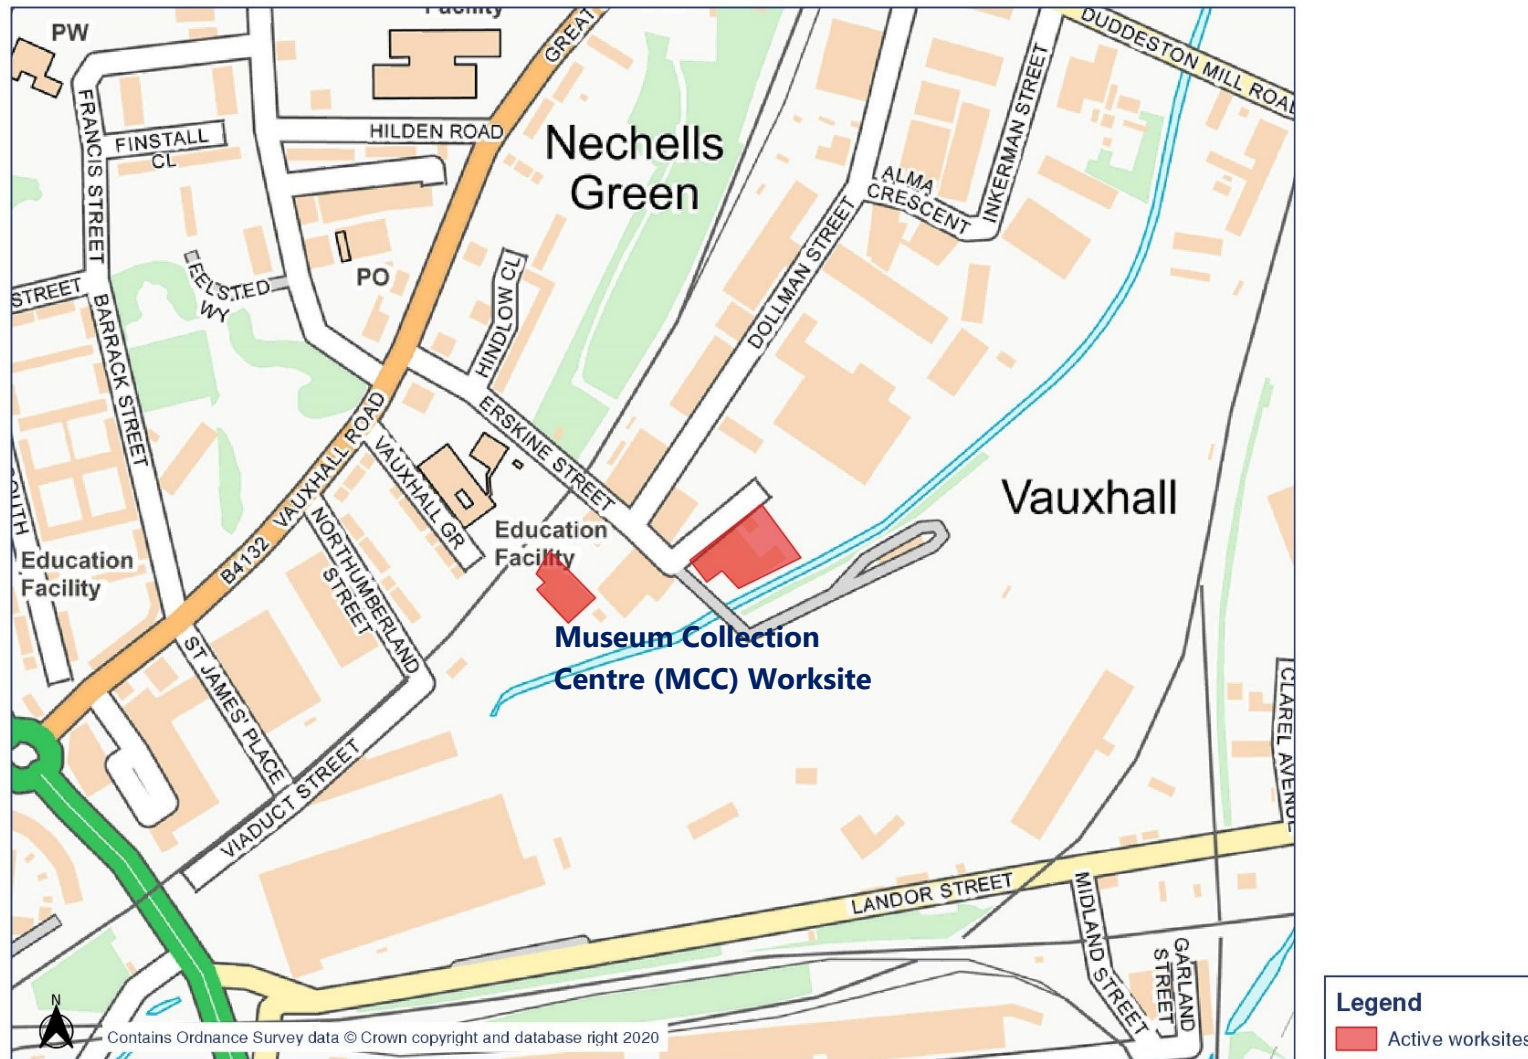 Facility
PW
GREAT
DUDDESTON MILL ROAD
FRANCIS STREET
FINSTALL
CL
HILDEN ROAD
Nechells
Green
INKERMAN STREET
ALMA
CRESCENT
STREET
EELSTED
WY
PO
HINDLOW CL
DOLLMAN STREET
BARRACK STREET
ERSKINE STREET
VAUXHALL ROAD
VAUXHALL GR
Vauxhall
B4132
NORTHUMBERLAND
STREET
Education
Facility
Education
Facility
Museum Collection
Centre (MCC) Worksite
ST JAMES' PLACE
VIADUCT STREET
CLAREL AVENUE
LANDOR STREET
MIDLAND STREET
GARLAND
STREET
N
Contains Ordnance Survey data © Crown copyright and database right 2020
Legend
Active worksites